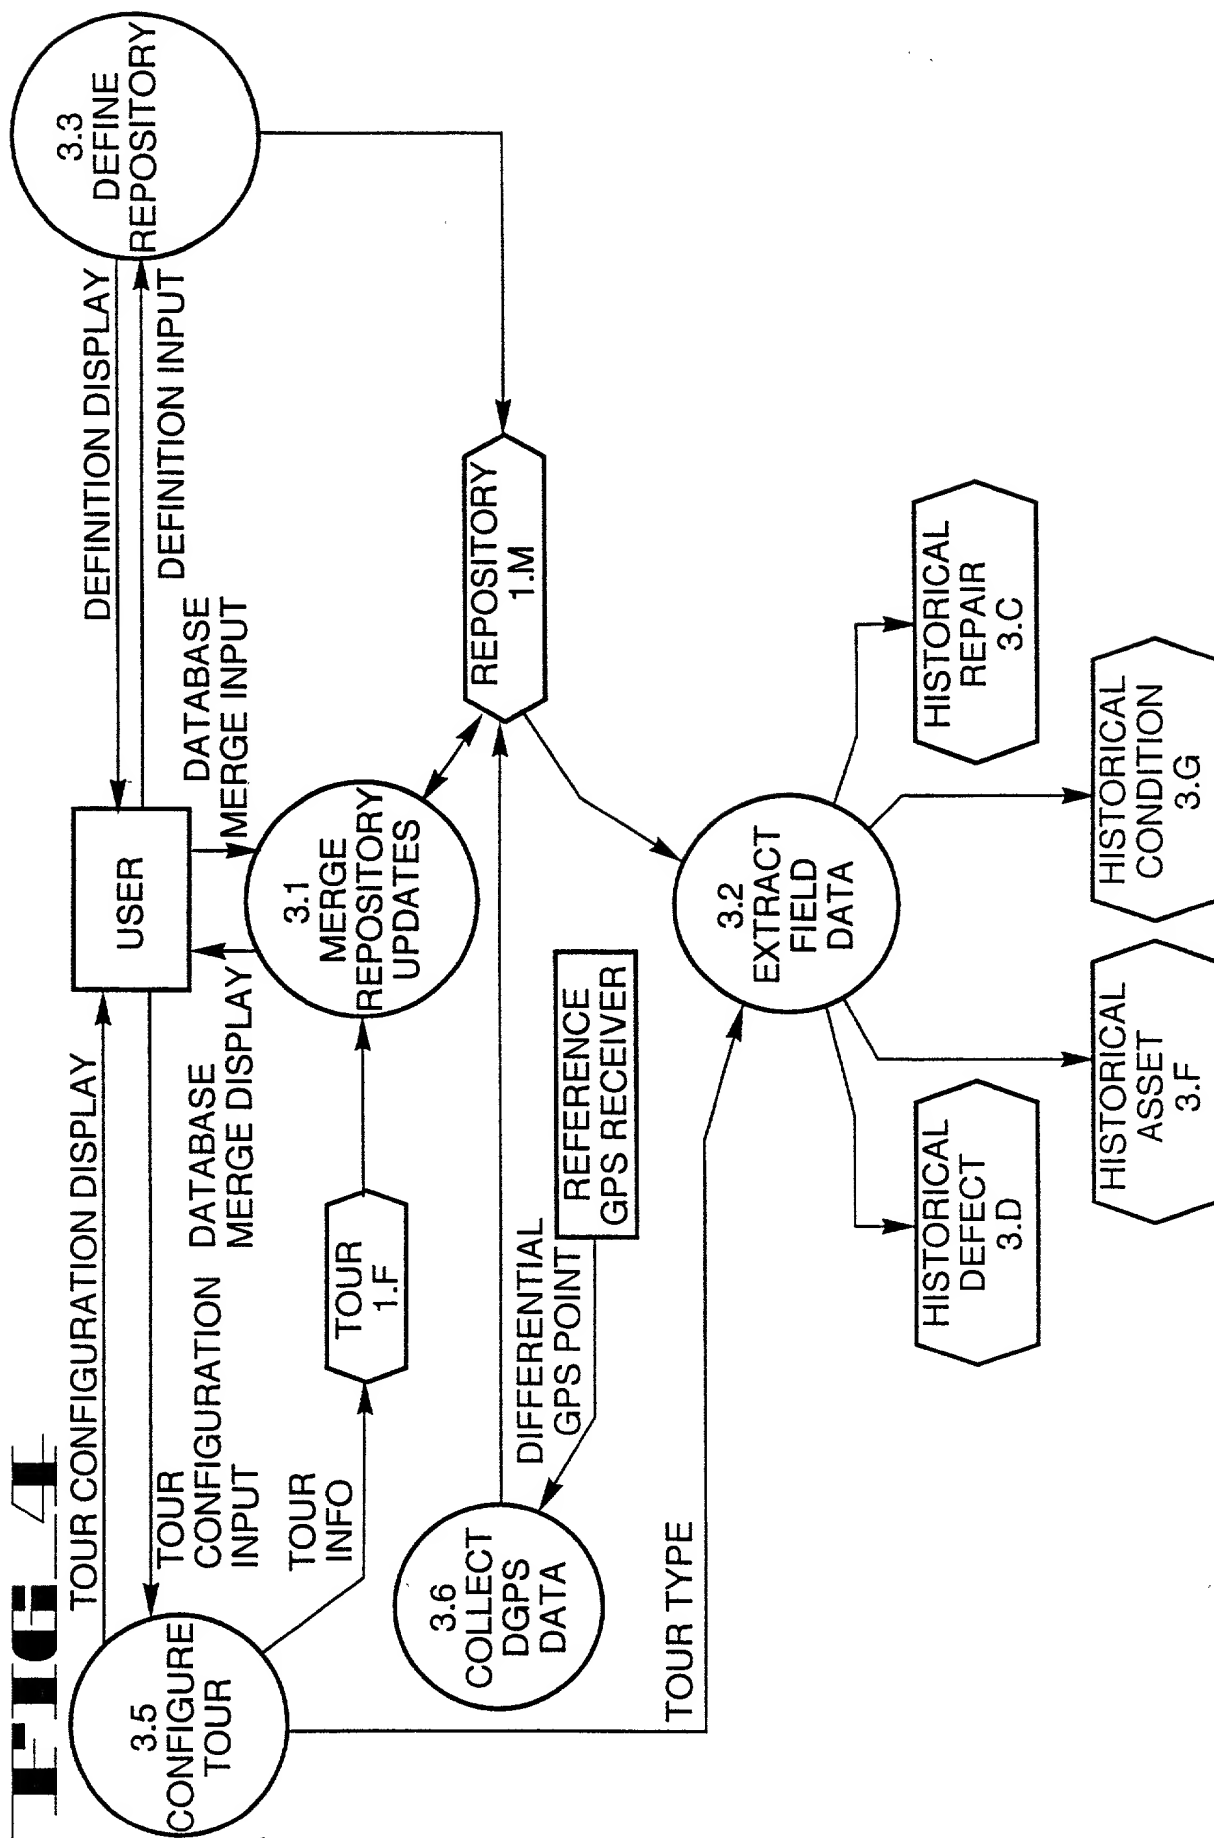 FIG_4
TOUR CONFIGURATION DISPLAY
DEFINITION DISPLAY
3.5
CONFIGURE
TOUR
TOUR
CONFIGURATION
INPUT
USER
DEFINITION INPUT
3.3
DEFINE
REPOSITORY
DATABASE
MERGE DISPLAY
DATABASE
MERGE INPUT
TOUR
INFO
TOUR
1.F
3.1
MERGE
REPOSITORY
UPDATES
3.6
COLLECT
DGPS
DATA
DIFFERENTIAL
GPS POINT
REFERENCE
GPS RECEIVER
REPOSITORY
1.M
TOUR TYPE
3.2
EXTRACT
FIELD
DATA
HISTORICAL
DEFECT
3.D
HISTORICAL
REPAIR
3.C
HISTORICAL
ASSET
3.F
HISTORICAL
CONDITION
3.G